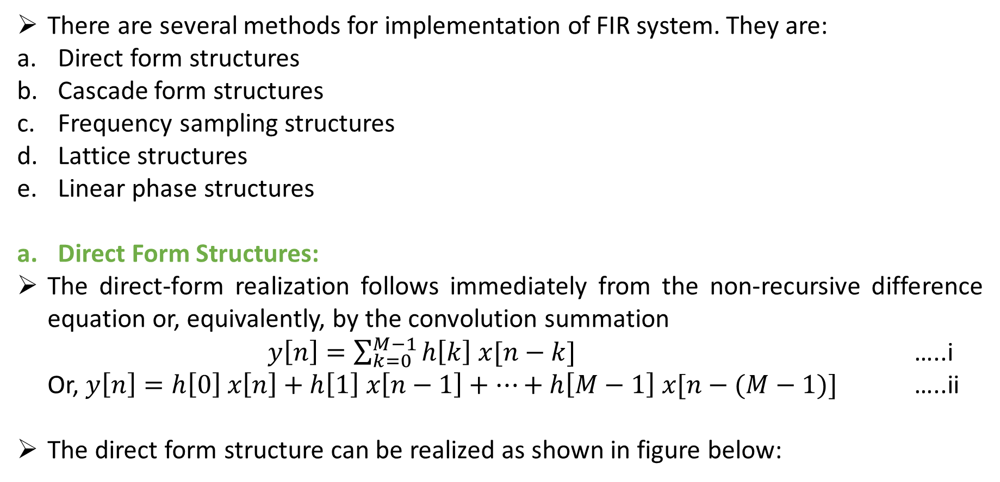 ➢ There are several methods for implementation of FIR system. They are:
a. Direct form structures
b. Cascade form structures
c. Frequency sampling structures
d. Lattice structures
e. Linear phase structures
a. Direct Form Structures:
➢ The direct-form realization follows immediately from the non-recursive difference
equation or, equivalently, by the convolution summation
y[n] = ∑_{k=0}^{M−1} h[k] x[n − k] .....i
Or, y[n] = h[0] x[n] + h[1] x[n − 1] + ⋯ + h[M − 1] x[n − (M − 1)] .....ii
➢ The direct form structure can be realized as shown in figure below: